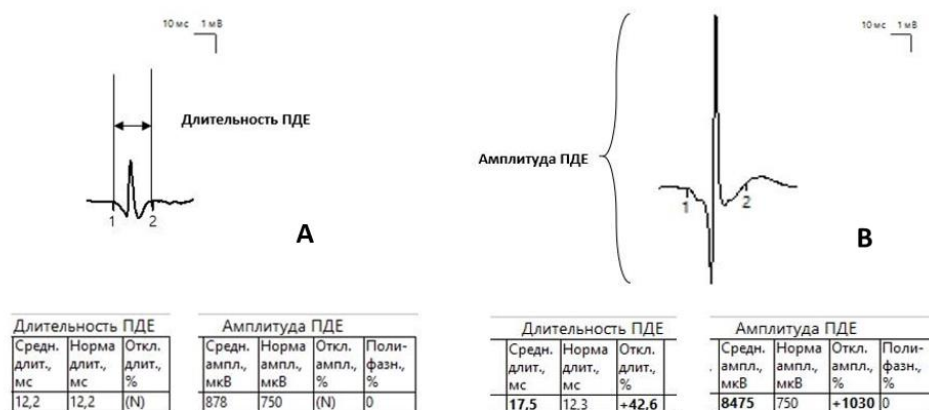 10 мс 1 мВ
Длительность ПДЕ
1 2
А
10 мс 1 мВ
Амплитуда ПДЕ
1 2
В
Длительность ПДЕ
Средн. длит., мс Норма длит., мс Откл. длит., %
12,2 12,2 (N)
Амплитуда ПДЕ
Средн. ампл., мкВ Норма ампл., мкВ Откл. ампл., % Поли- фазн., %
878 750 (N) 0
Длительность ПДЕ
Средн. длит., мс Норма длит., мс Откл. длит., %
17,5 12,3 +42,6
Амплитуда ПДЕ
Средн. ампл., мкВ Норма ампл., мкВ Откл. ампл., % Поли- фазн., %
8475 750 +1030 0